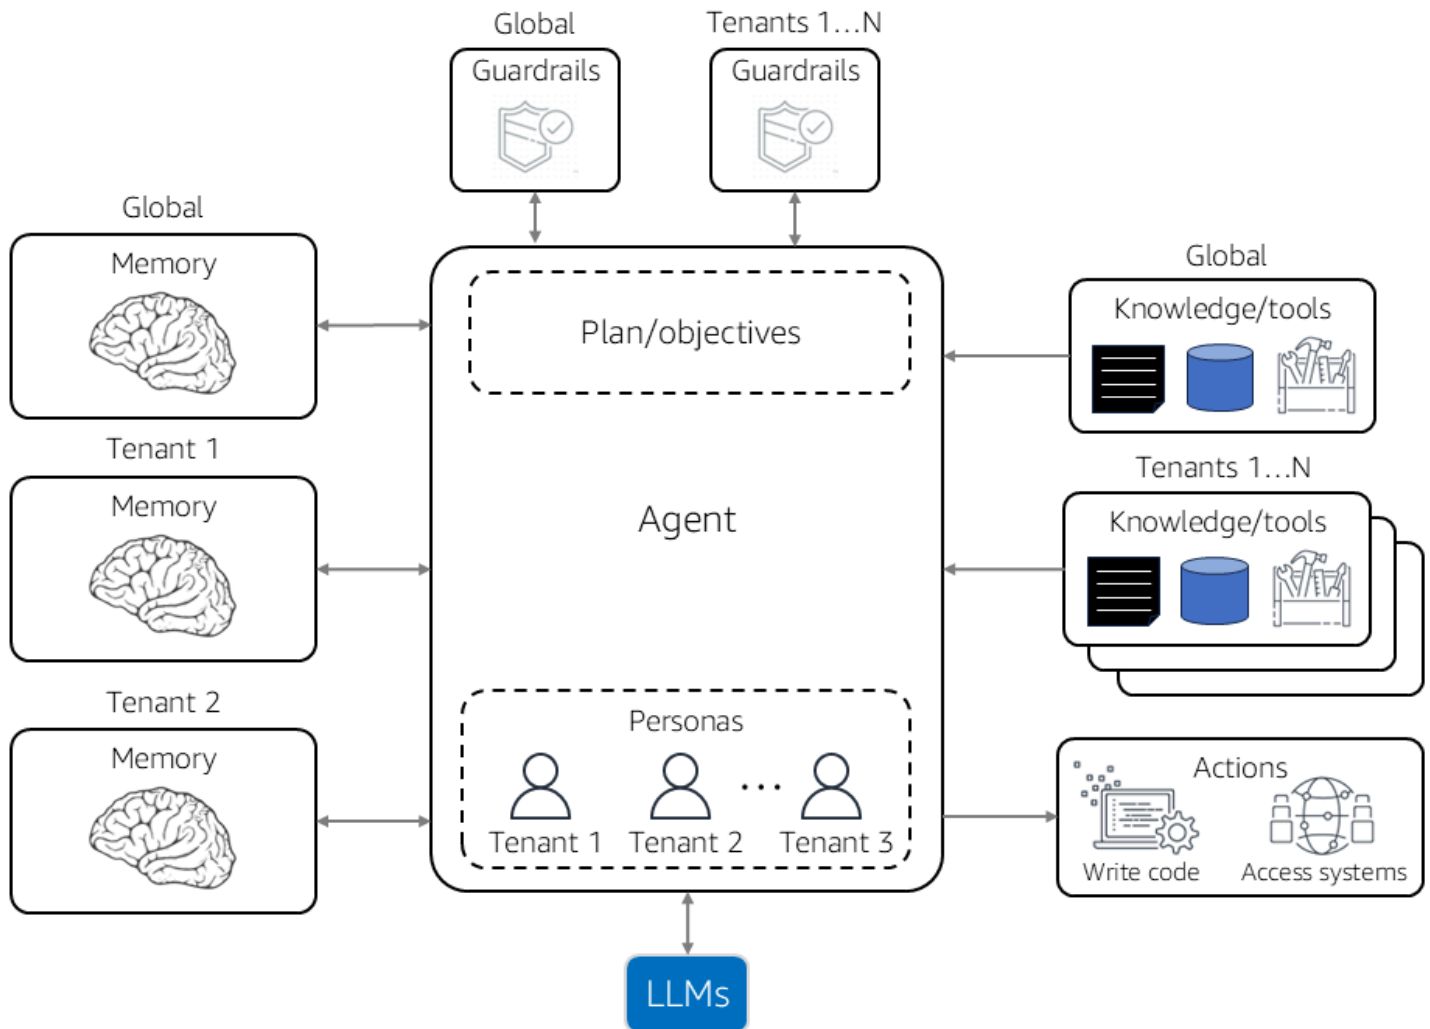 Global
Guardrails
Tenants 1...N
Guardrails
Global
Memory
Tenant 1
Memory
Tenant 2
Memory
Plan/objectives
Agent
Personas
Tenant 1
Tenant 2
...
Tenant 3
LLMs
Global
Knowledge/tools
Tenants 1...N
Knowledge/tools
Actions
Write code
Access systems